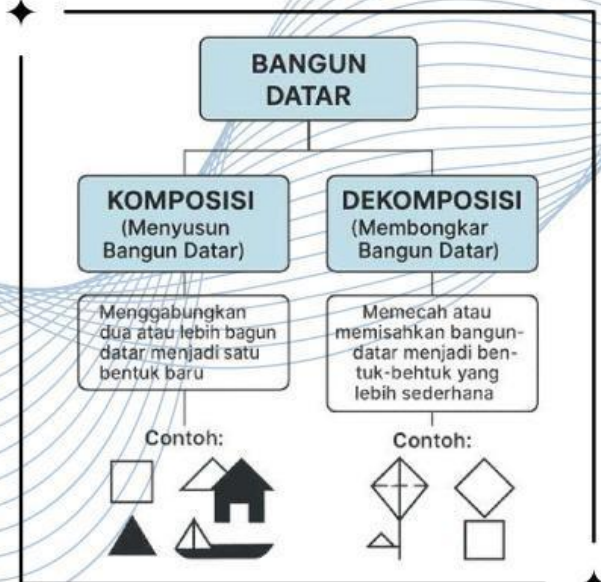 BANGUN
DATAR
KOMPOSISI
(Menyusun
Bangun Datar)
Menggabungkan
dua atau lebih bagun
datar menjadi satu
bentuk baru
Contoh:
DEKOMPOSISI
(Membongkar
Bangun Datar)
Memecah atau
memisahkan bangun-
datar menjadi ben-
tuk-behtuk yang
lebih sederhana
Contoh: